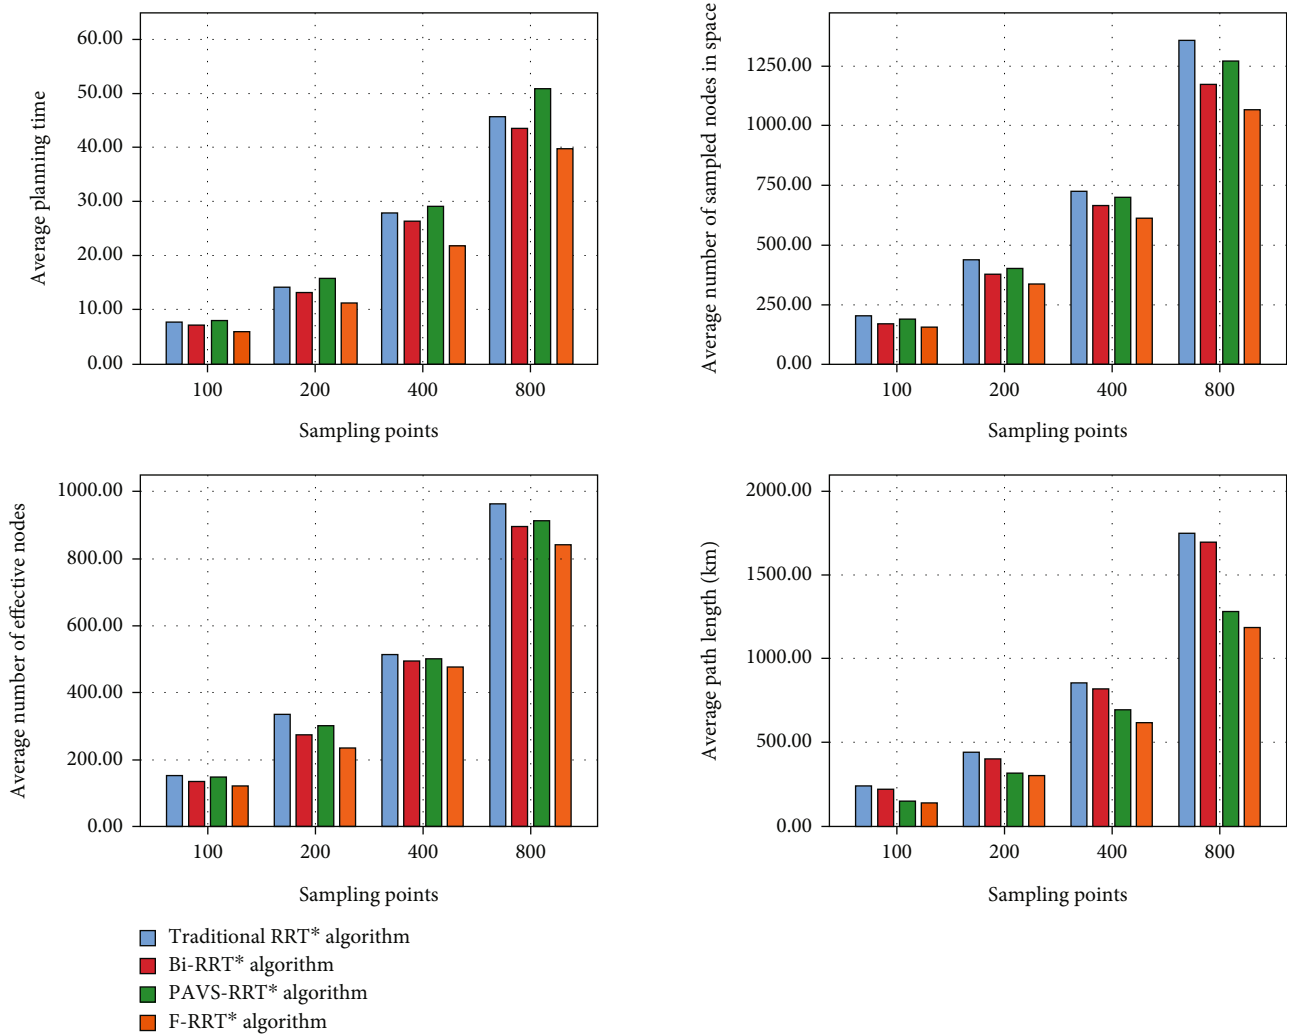 Average planning time
60.00
50.00
40.00
30.00
20.00
10.00
0.00
100 200 400 800
Sampling points
Average number of sampled nodes in space
1250.00
1000.00
750.00
500.00
250.00
0.00
100 200 400 800
Sampling points
Average number of effective nodes
1000.00
800.00
600.00
400.00
200.00
0.00
100 200 400 800
Sampling points
Average path length (km)
2000.00
1500.00
1000.00
500.00
0.00
100 200 400 800
Sampling points
Traditional RRT* algorithm
Bi-RRT* algorithm
PAVS-RRT* algorithm
F-RRT* algorithm